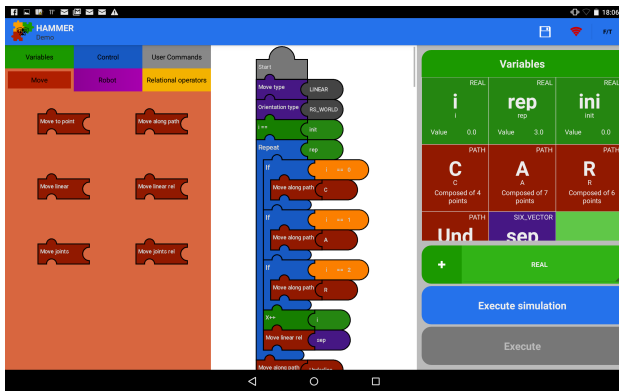 18:06
HAMMER
Demo
F/T
Variables
Control
User Commands
Move
Robot
Relational operators
Move to point
Move along path
Move linear
Move linear rel
Move joints
Move joints rel
Start
Move type
LINEAR
Orientation type
RS_WORLD
init
Repeat
rep
If
i == 0
Move along path
C
If
i == 1
Move along path
A
If
i == 2
Move along path
X++
i
Move linear rel
sep
Move along path
Underline
Variables
REAL
i
i
Value 0.0
REAL
rep
rep
Value 3.0
REAL
ini
init
Value 0.0
PATH
C
C
Composed of 4
points
PATH
A
A
Composed of 7
points
PATH
R
R
Composed of 6
points
PATH
Und
SIX_VECTOR
sep
+
REAL
Execute simulation
Execute